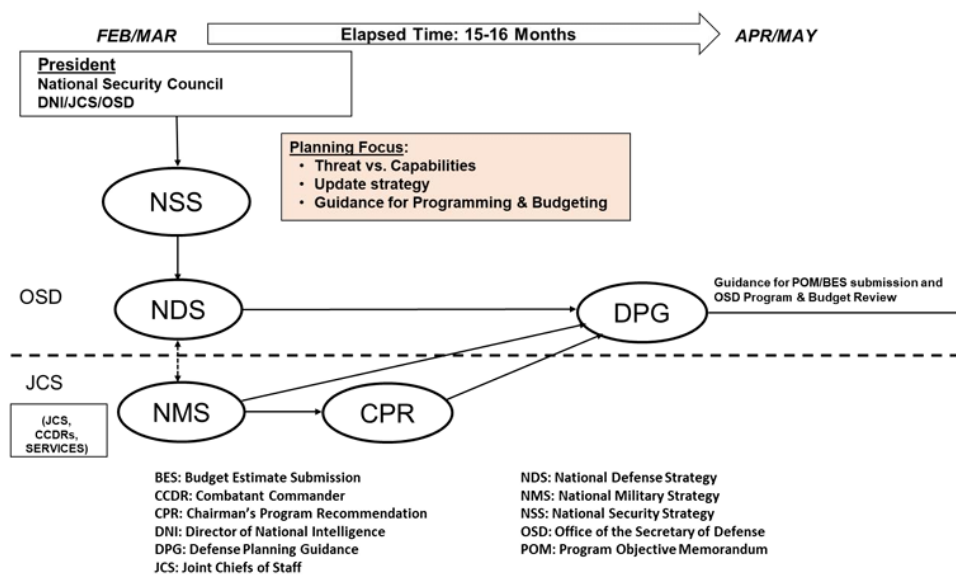 FEB/MAR
Elapsed Time: 15-16 Months
APR/MAY
President
National Security Council
DNI/JCS/OSD
Planning Focus:
• Threat vs. Capabilities
• Update strategy
• Guidance for Programming & Budgeting
NSS
OSD
NDS
DPG
Guidance for POM/BES submission and
OSD Program & Budget Review
JCS
(JCS,
CCDRs,
SERVICES)
NMS
CPR
BES: Budget Estimate Submission
CCDR: Combatant Commander
CPR: Chairman's Program Recommendation
DNI: Director of National Intelligence
DPG: Defense Planning Guidance
JCS: Joint Chiefs of Staff
NDS: National Defense Strategy
NMS: National Military Strategy
NSS: National Security Strategy
OSD: Office of the Secretary of Defense
POM: Program Objective Memorandum